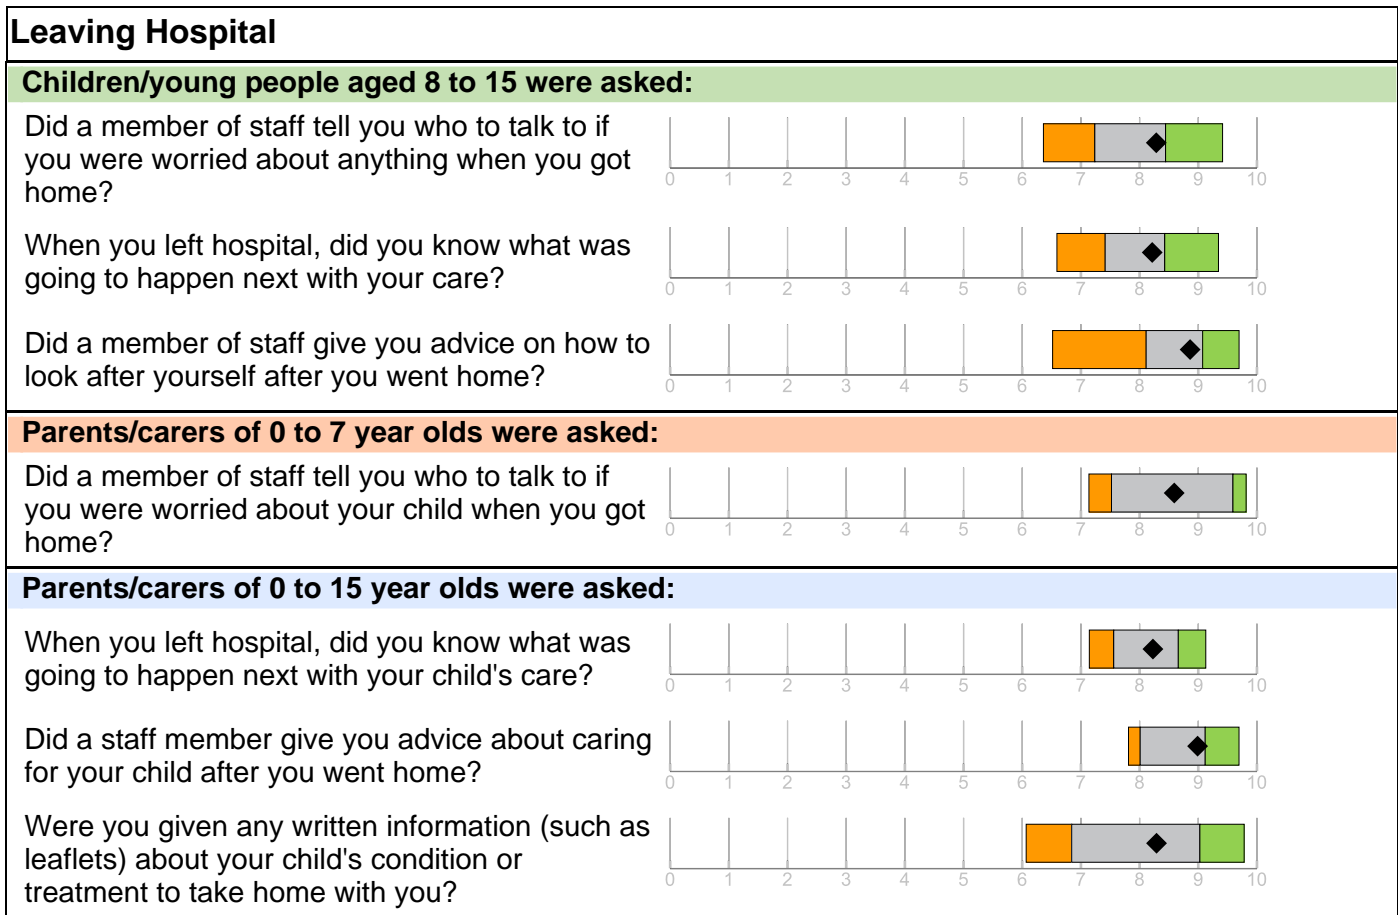 Leaving Hospital
Children/young people aged 8 to 15 were asked:
Did a member of staff tell you who to talk to if
you were worried about anything when you got
home?
0 1 2 3 4 5 6 7 8 9 10
When you left hospital, did you know what was
going to happen next with your care?
0 1 2 3 4 5 6 7 8 9 10
Did a member of staff give you advice on how to
look after yourself after you went home?
0 1 2 3 4 5 6 7 8 9 10
Parents/carers of 0 to 7 year olds were asked:
Did a member of staff tell you who to talk to if
you were worried about your child when you got
home?
0 1 2 3 4 5 6 7 8 9 10
Parents/carers of 0 to 15 year olds were asked:
When you left hospital, did you know what was
going to happen next with your child's care?
0 1 2 3 4 5 6 7 8 9 10
Did a staff member give you advice about caring
for your child after you went home?
0 1 2 3 4 5 6 7 8 9 10
Were you given any written information (such as
leaflets) about your child's condition or
treatment to take home with you?
0 1 2 3 4 5 6 7 8 9 10